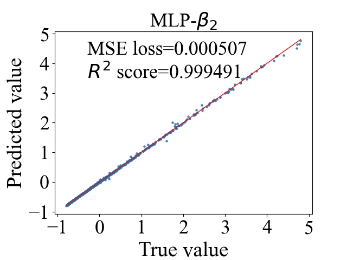 MLP-β₂
MSE loss=0.000507
R² score=0.999491
Predicted value
5
4
3
2
1
0
−1
−1 0 1 2 3 4 5
True value